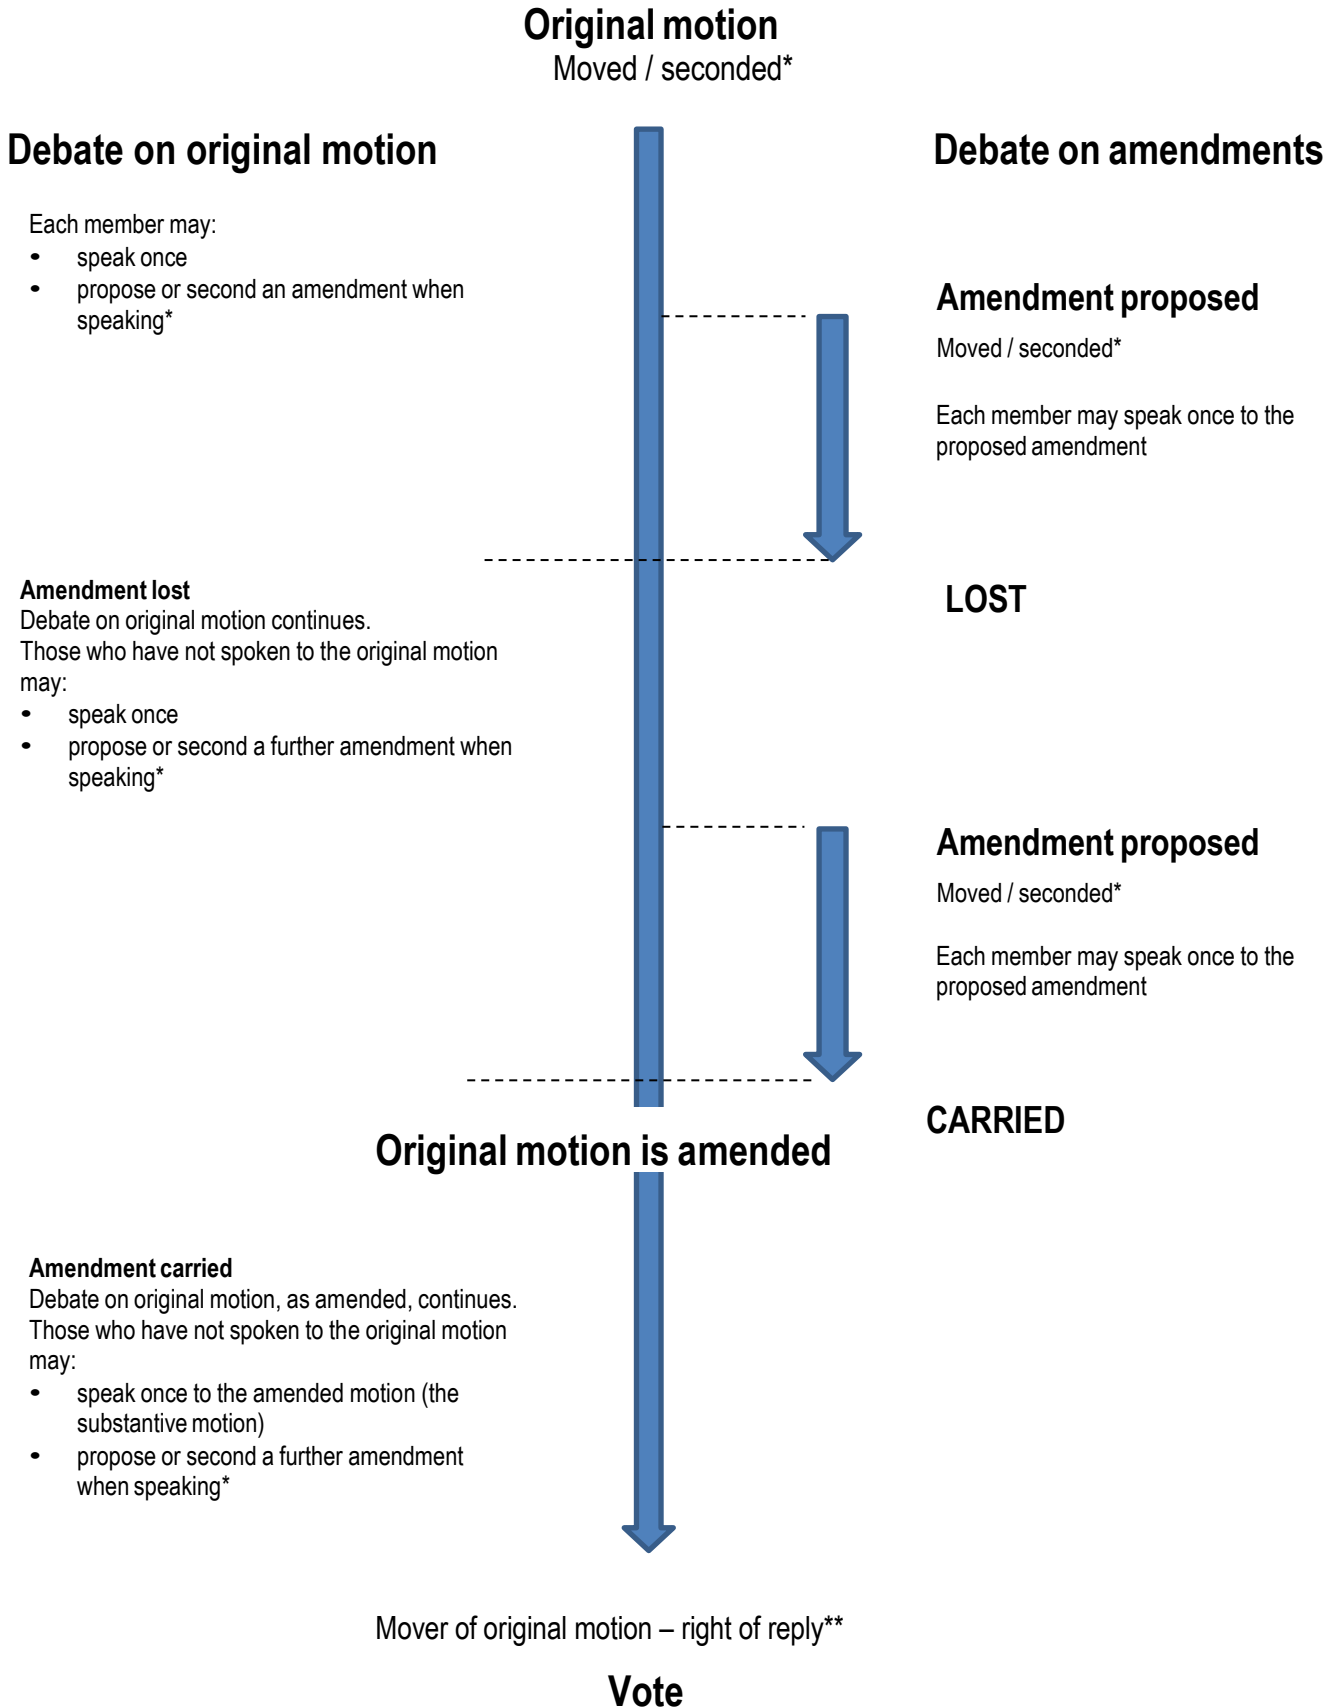 Original motion
Moved / seconded*
Debate on original motion
Debate on amendments
Each member may:
• speak once
• propose or second an amendment when
speaking*
Amendment proposed
Moved / seconded*
Each member may speak once to the
proposed amendment
LOST
Amendment lost
Debate on original motion continues.
Those who have not spoken to the original motion
may:
• speak once
• propose or second a further amendment when
speaking*
Amendment proposed
Moved / seconded*
Each member may speak once to the
proposed amendment
CARRIED
Original motion is amended
Amendment carried
Debate on original motion, as amended, continues.
Those who have not spoken to the original motion
may:
• speak once to the amended motion (the
substantive motion)
• propose or second a further amendment
when speaking*
Mover of original motion – right of reply**
Vote